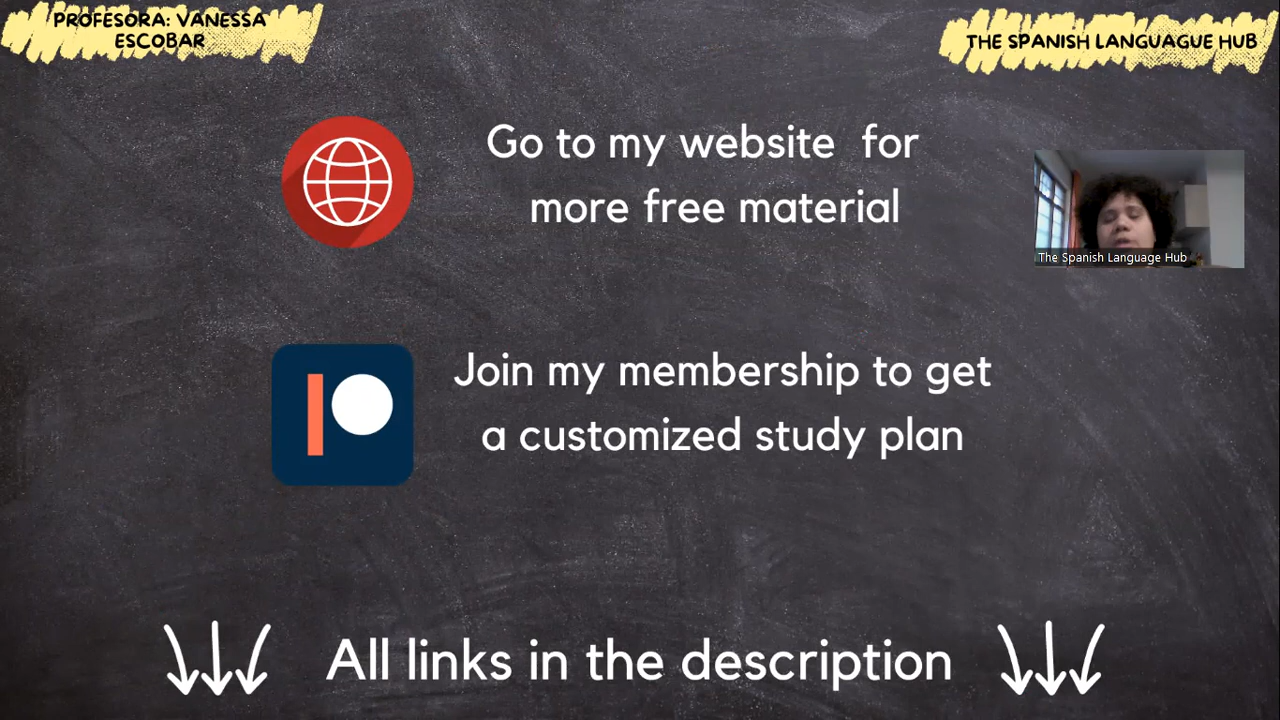 PROFESORA: VANESSA
ESCOBAR
THE SPANISH LANGUAGUE HUB
Go to my website for
more free material
The Spanish Language Hub
Join my membership to get
a customized study plan
All links in the description